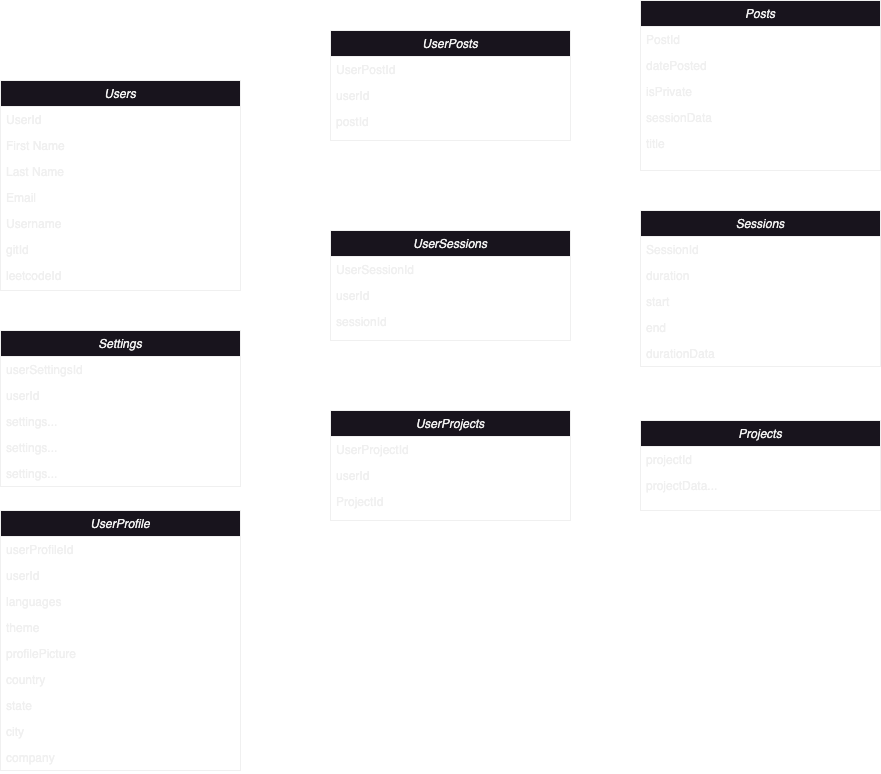 Users
UserId
First Name
Last Name
Email
Username
gitId
leetcodeId
Settings
userSettingsId
userId
settings...
settings...
settings...
UserProfile
userProfileId
userId
languages
theme
profilePicture
country
state
city
company
UserPosts
UserPostId
userId
postId
UserSessions
UserSessionId
userId
sessionId
UserProjects
UserProjectId
userId
ProjectId
Posts
PostId
datePosted
isPrivate
sessionData
title
Sessions
SessionId
duration
start
end
durationData
Projects
projectId
projectData...